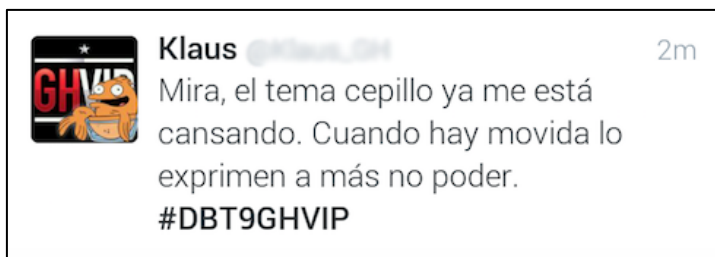 Klaus 2m
Mira, el tema cepillo ya me está
cansando. Cuando hay movida lo
exprimen a más no poder.
#DBT9GHVIP
GHVIP